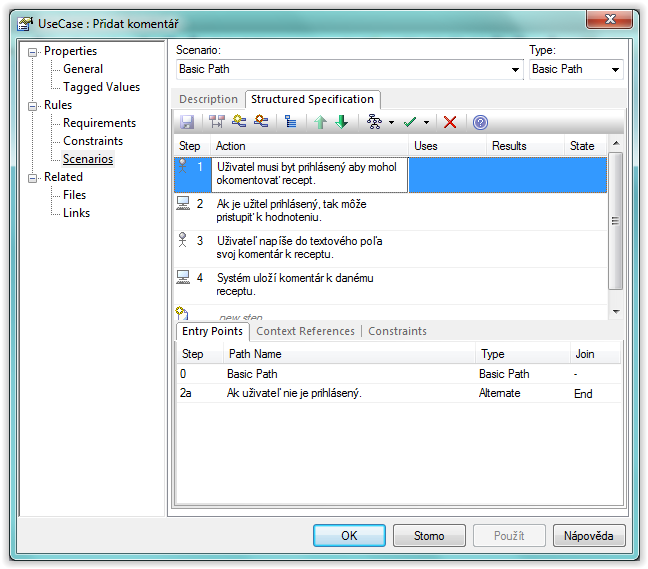 UseCase : Přidat komentář
Properties
General
Tagged Values
Rules
Requirements
Constraints
Scenarios
Related
Files
Links
Scenario:
Type:
Basic Path
Basic Path
Description
Structured Specification
Step
Action
Uses
Results
State
1
Uživatel musi byt prihlásený aby mohol
okomentovať recept.
2
Ak je užitel prihlásený, tak môže
pristupiť k hodnoteniu.
3
Uživateľ napíše do textového poľa
svoj komentár k receptu.
4
Systém uloží komentár k danému
receptu.
new step
Entry Points
Context References
Constraints
Step
Path Name
Type
Join
0
Basic Path
Basic Path
-
2a
Ak uživateľ nie je prihlásený.
Alternate
End
OK
Storno
Použít
Nápověda